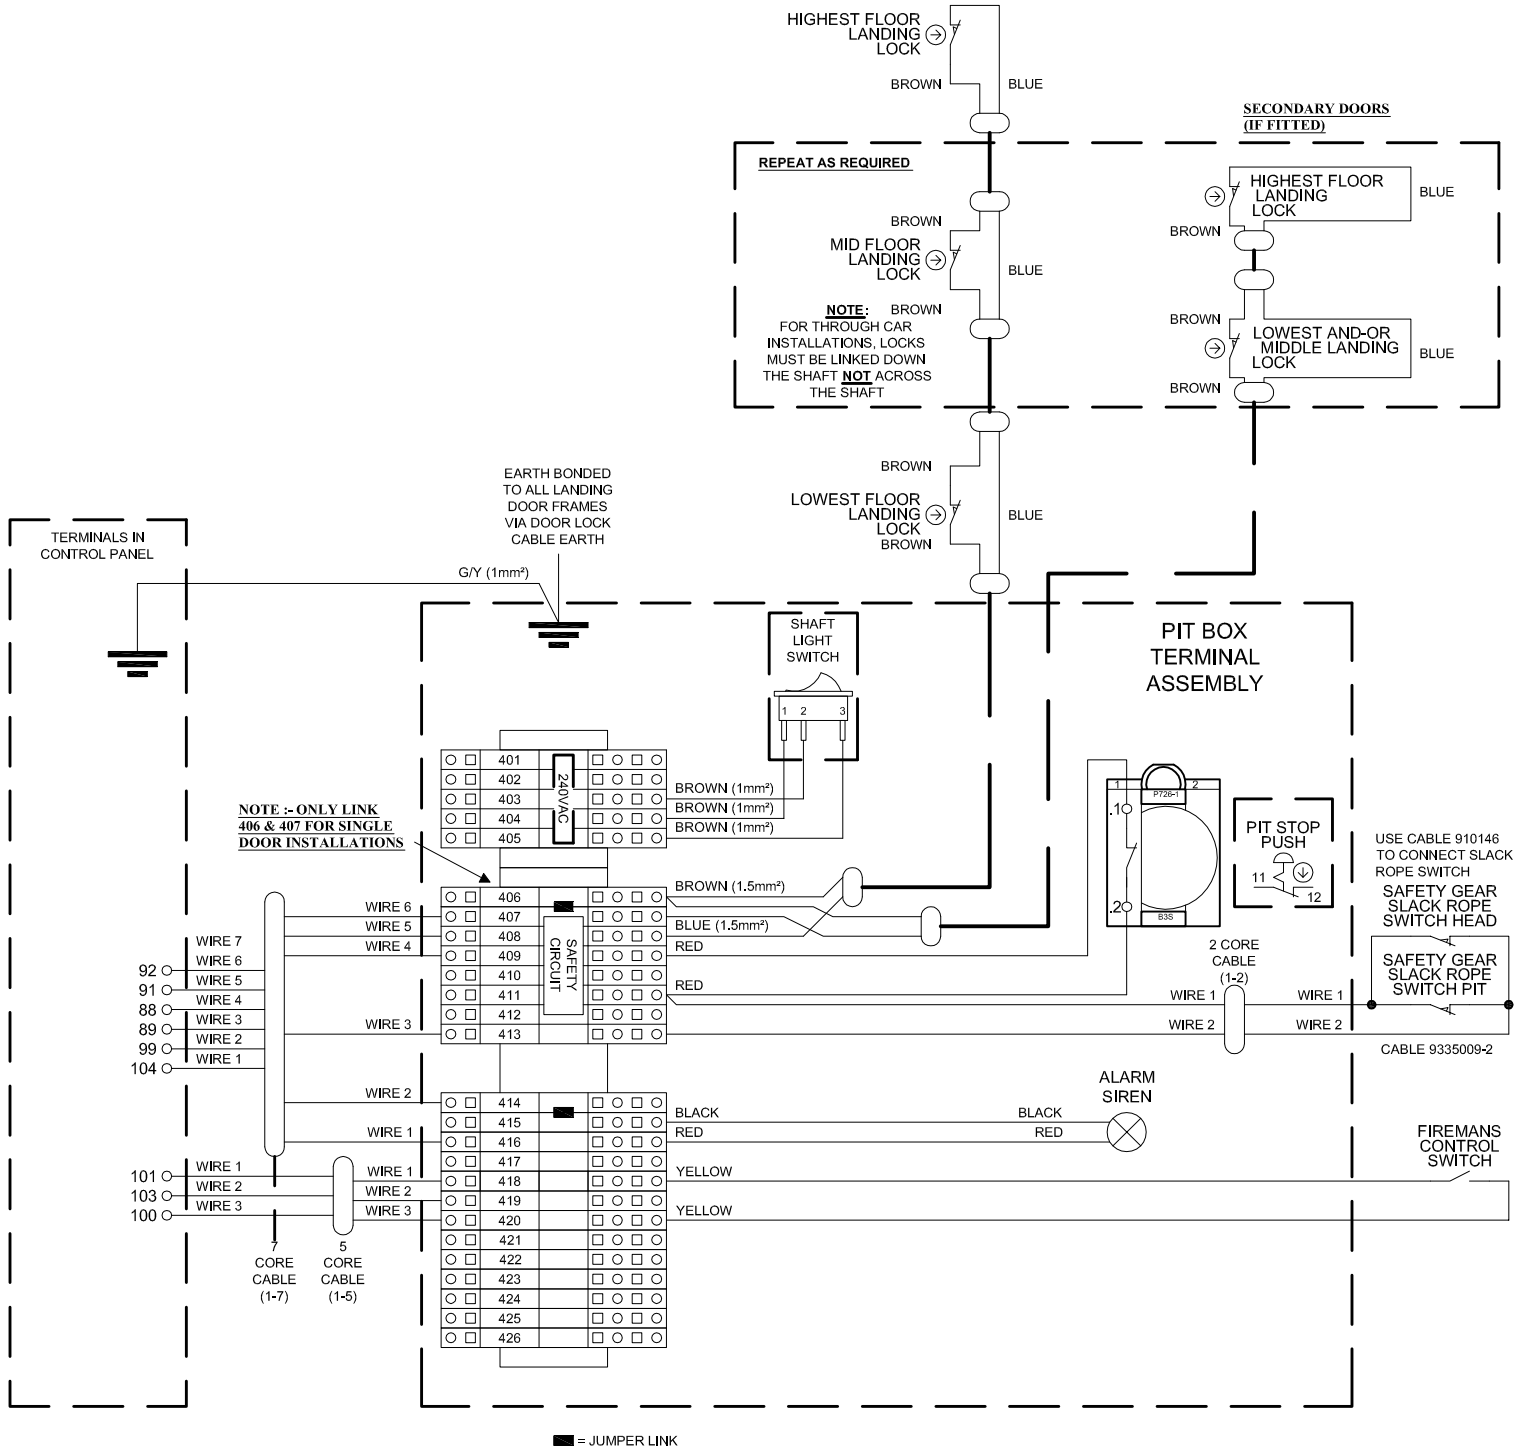 HIGHEST FLOOR
LANDING
LOCK
BROWN
BLUE
SECONDARY DOORS
(IF FITTED)
REPEAT AS REQUIRED
BROWN
MID FLOOR
LANDING
LOCK
BLUE
BROWN
NOTE:
FOR THROUGH CAR
INSTALLATIONS, LOCKS
MUST BE LINKED DOWN
THE SHAFT NOT ACROSS
THE SHAFT
HIGHEST FLOOR
LANDING
LOCK
BLUE
BROWN
BROWN
LOWEST AND-OR
MIDDLE LANDING
LOCK
BLUE
BROWN
BROWN
LOWEST FLOOR
LANDING
LOCK
BROWN
BLUE
EARTH BONDED
TO ALL LANDING
DOOR FRAMES
VIA DOOR LOCK
CABLE EARTH
G/Y (1mm²)
TERMINALS IN
CONTROL PANEL
SHAFT
LIGHT
SWITCH
1 2 3
PIT BOX
TERMINAL
ASSEMBLY
401
402
403
404
405
240VAC
BROWN (1mm²)
BROWN (1mm²)
BROWN (1mm²)
NOTE :- ONLY LINK
406 & 407 FOR SINGLE
DOOR INSTALLATIONS
406
407
408
409
410
411
412
413
SAFETY
CIRCUIT
BROWN (1.5mm²)
BLUE (1.5mm²)
RED
RED
WIRE 6
WIRE 5
WIRE 4
WIRE 3
WIRE 2
WIRE 1
WIRE 7
WIRE 6
WIRE 5
WIRE 4
WIRE 3
WIRE 2
WIRE 1
92
91
88
89
99
104
1
2
P726-1
.1
.2
B3S
PIT STOP
PUSH
11
12
USE CABLE 910146
TO CONNECT SLACK
ROPE SWITCH
SAFETY GEAR
SLACK ROPE
SWITCH HEAD
SAFETY GEAR
SLACK ROPE
SWITCH PIT
2 CORE
CABLE
(1-2)
WIRE 1
WIRE 1
WIRE 2
WIRE 2
CABLE 9335009-2
414
415
416
417
418
419
420
421
422
423
424
425
426
BLACK
BLACK
RED
RED
ALARM
SIREN
YELLOW
YELLOW
FIREMANS
CONTROL
SWITCH
101
103
100
WIRE 1
WIRE 2
WIRE 3
WIRE 1
WIRE 2
WIRE 3
7
CORE
CABLE
(1-7)
5
CORE
CABLE
(1-5)
= JUMPER LINK